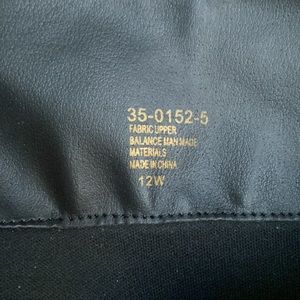 35-0152-5
FABRIC UPPER
BALANCE MAN MADE
MATERIALS
MADE IN CHINA
12W